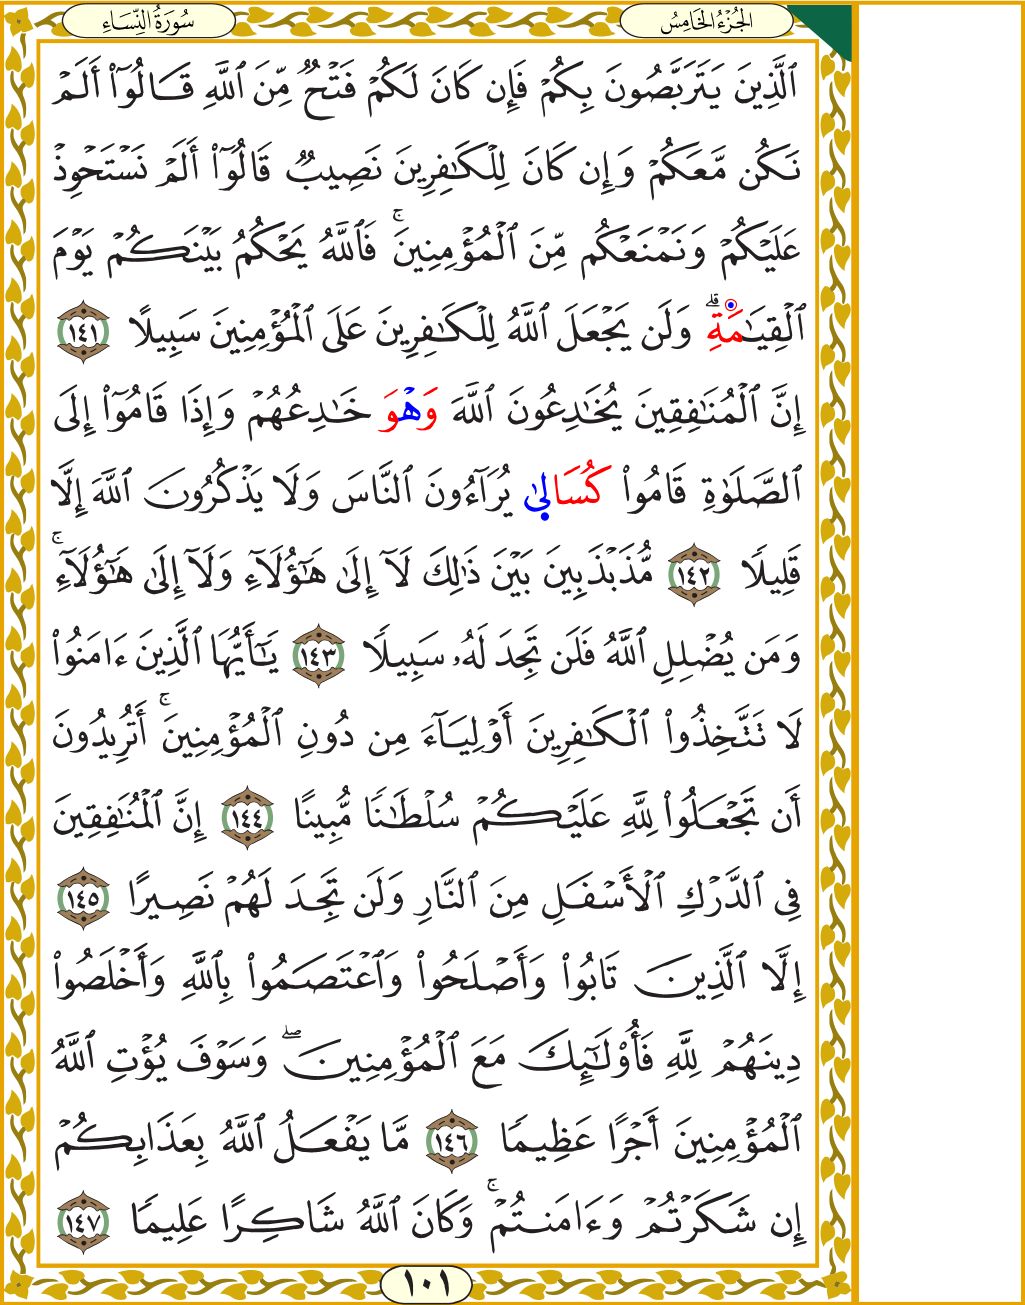 سُورَةُ النِّسَاءِ
الجُزْءُ الخَامِسُ
ٱلَّذِينَ يَتَرَبَّصُونَ بِكُمۡ فَإِن كَانَ لَكُمۡ فَتۡحٞ مِّنَ ٱللَّهِ قَالُوٓاْ أَلَمۡ
نَكُن مَّعَكُمۡ وَإِن كَانَ لِلۡكَٰفِرِينَ نَصِيبٞ قَالُوٓاْ أَلَمۡ نَسۡتَحۡوِذۡ
عَلَيۡكُمۡ وَنَمۡنَعۡكُم مِّنَ ٱلۡمُؤۡمِنِينَۚ فَٱللَّهُ يَحۡكُمُ بَيۡنَكُمۡ يَوۡمَ
ٱلۡقِيَٰمَةِۗ وَلَن يَجۡعَلَ ٱللَّهُ لِلۡكَٰفِرِينَ عَلَى ٱلۡمُؤۡمِنِينَ سَبِيلًا ١٤١
إِنَّ ٱلۡمُنَٰفِقِينَ يُخَٰدِعُونَ ٱللَّهَ وَهۡوَ خَٰدِعُهُمۡ وَإِذَا قَامُوٓاْ إِلَى
ٱلصَّلَوٰةِ قَامُواْ كُسَالٜىٰ يُرَآءُونَ ٱلنَّاسَ وَلَا يَذۡكُرُونَ ٱللَّهَ إِلَّا
قَلِيلٗا ١٤٢ مُّذَبۡذَبِينَ بَيۡنَ ذَٰلِكَ لَآ إِلَىٰ هَٰٓؤُلَآءِ وَلَآ إِلَىٰ هَٰٓؤُلَآءِۚ
وَمَن يُضۡلِلِ ٱللَّهُ فَلَن تَجِدَ لَهُۥ سَبِيلٗا ١٤٣ يَٰٓأَيُّهَا ٱلَّذِينَ ءَامَنُواْ
لَا تَتَّخِذُواْ ٱلۡكَٰفِرِينَ أَوۡلِيَآءَ مِن دُونِ ٱلۡمُؤۡمِنِينَۚ أَتُرِيدُونَ
أَن تَجۡعَلُواْ لِلَّهِ عَلَيۡكُمۡ سُلۡطَٰنٗا مُّبِينًا ١٤٤ إِنَّ ٱلۡمُنَٰفِقِينَ
فِي ٱلدَّرۡكِ ٱلۡأَسۡفَلِ مِنَ ٱلنَّارِ وَلَن تَجِدَ لَهُمۡ نَصِيرًا ١٤٥
إِلَّا ٱلَّذِينَ تَابُواْ وَأَصۡلَحُواْ وَٱعۡتَصَمُواْ بِٱللَّهِ وَأَخۡلَصُواْ
دِينَهُمۡ لِلَّهِ فَأُوْلَٰٓئِكَ مَعَ ٱلۡمُؤۡمِنِينَۖ وَسَوۡفَ يُؤۡتِ ٱللَّهُ
ٱلۡمُؤۡمِنِينَ أَجۡرًا عَظِيمٗا ١٤٦ مَّا يَفۡعَلُ ٱللَّهُ بِعَذَابِكُمۡ
إِن شَكَرۡتُمۡ وَءَامَنتُمۡۚ وَكَانَ ٱللَّهُ شَاكِرًا عَلِيمٗا ١٤٧
١٠١